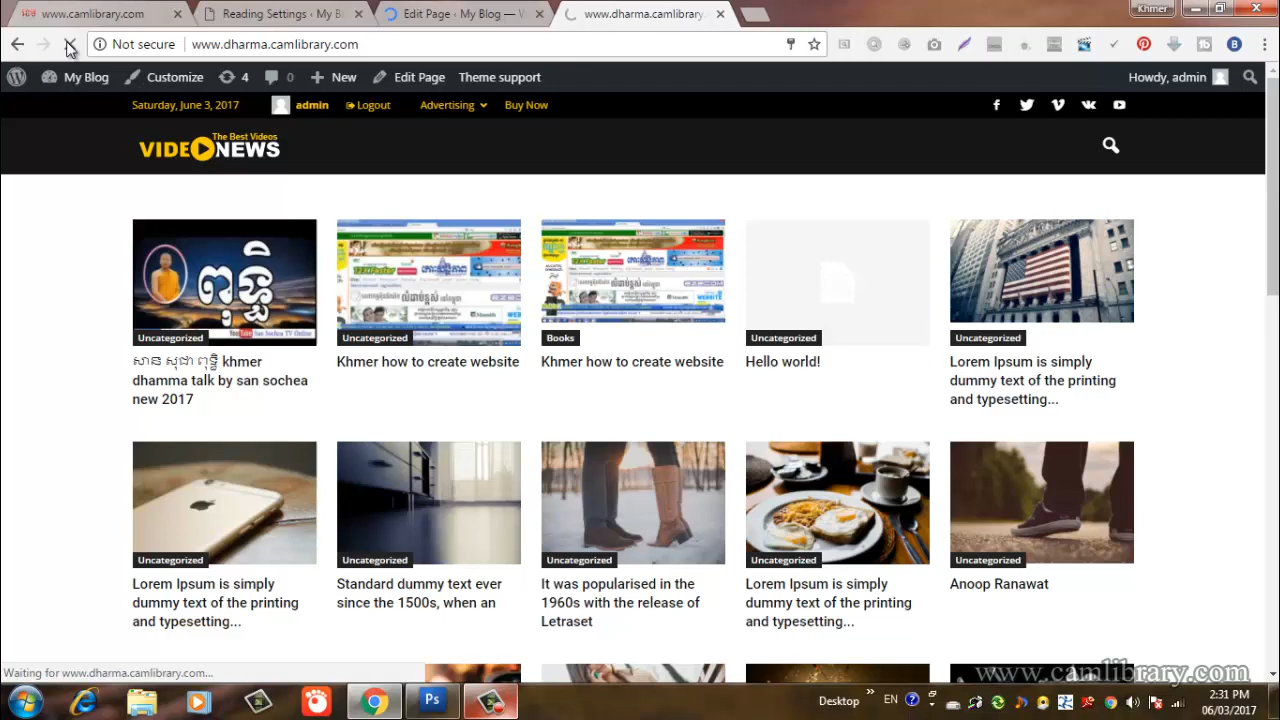 www.camlibrary.com
Reading Settings ‹ My B
Edit Page ‹ My Blog — V
www.dharma.camlibrary
Khmer
Not secure
www.dharma.camlibrary.com
My Blog
Customize
4
0
New
Edit Page
Theme support
Howdy, admin
Saturday, June 3, 2017
admin
Logout
Advertising
Buy Now
The Best Videos
VIDEONEWS
ពុទ្ធិ
Uncategorized
Uncategorized
Books
Uncategorized
Uncategorized
សាន សុជា ពុទ្ធិ khmer
dhamma talk by san sochea
new 2017
Khmer how to create website
Khmer how to create website
Hello world!
Lorem Ipsum is simply
dummy text of the printing
and typesetting...
Uncategorized
Uncategorized
Uncategorized
Uncategorized
Uncategorized
Lorem Ipsum is simply
dummy text of the printing
and typesetting...
Standard dummy text ever
since the 1500s, when an
It was popularised in the
1960s with the release of
Letraset
Lorem Ipsum is simply
dummy text of the printing
and typesetting...
Anoop Ranawat
Waiting for www.dharma.camlibrary.com...
www.camlibrary.com
Ps
Desktop
EN
2:31 PM
06/03/2017